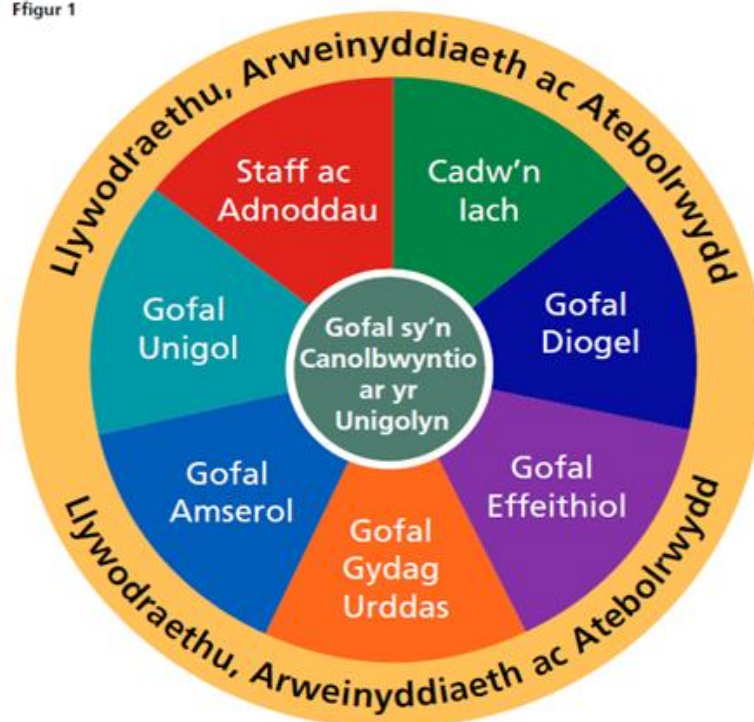 Ffigur 1
Llywodraethu, Arweinyddiaeth ac Atebolrwydd
Staff ac
Adnoddau
Cadw'n
Iach
Gofal
Unigol
Gofal sy'n
Canolbwyntio
ar yr
Unigolyn
Gofal
Diogel
Gofal
Amserol
Gofal
Effeithiol
Gofal
Gydag
Urddas
Llywodraethu, Arweinyddiaeth ac Atebolrwydd